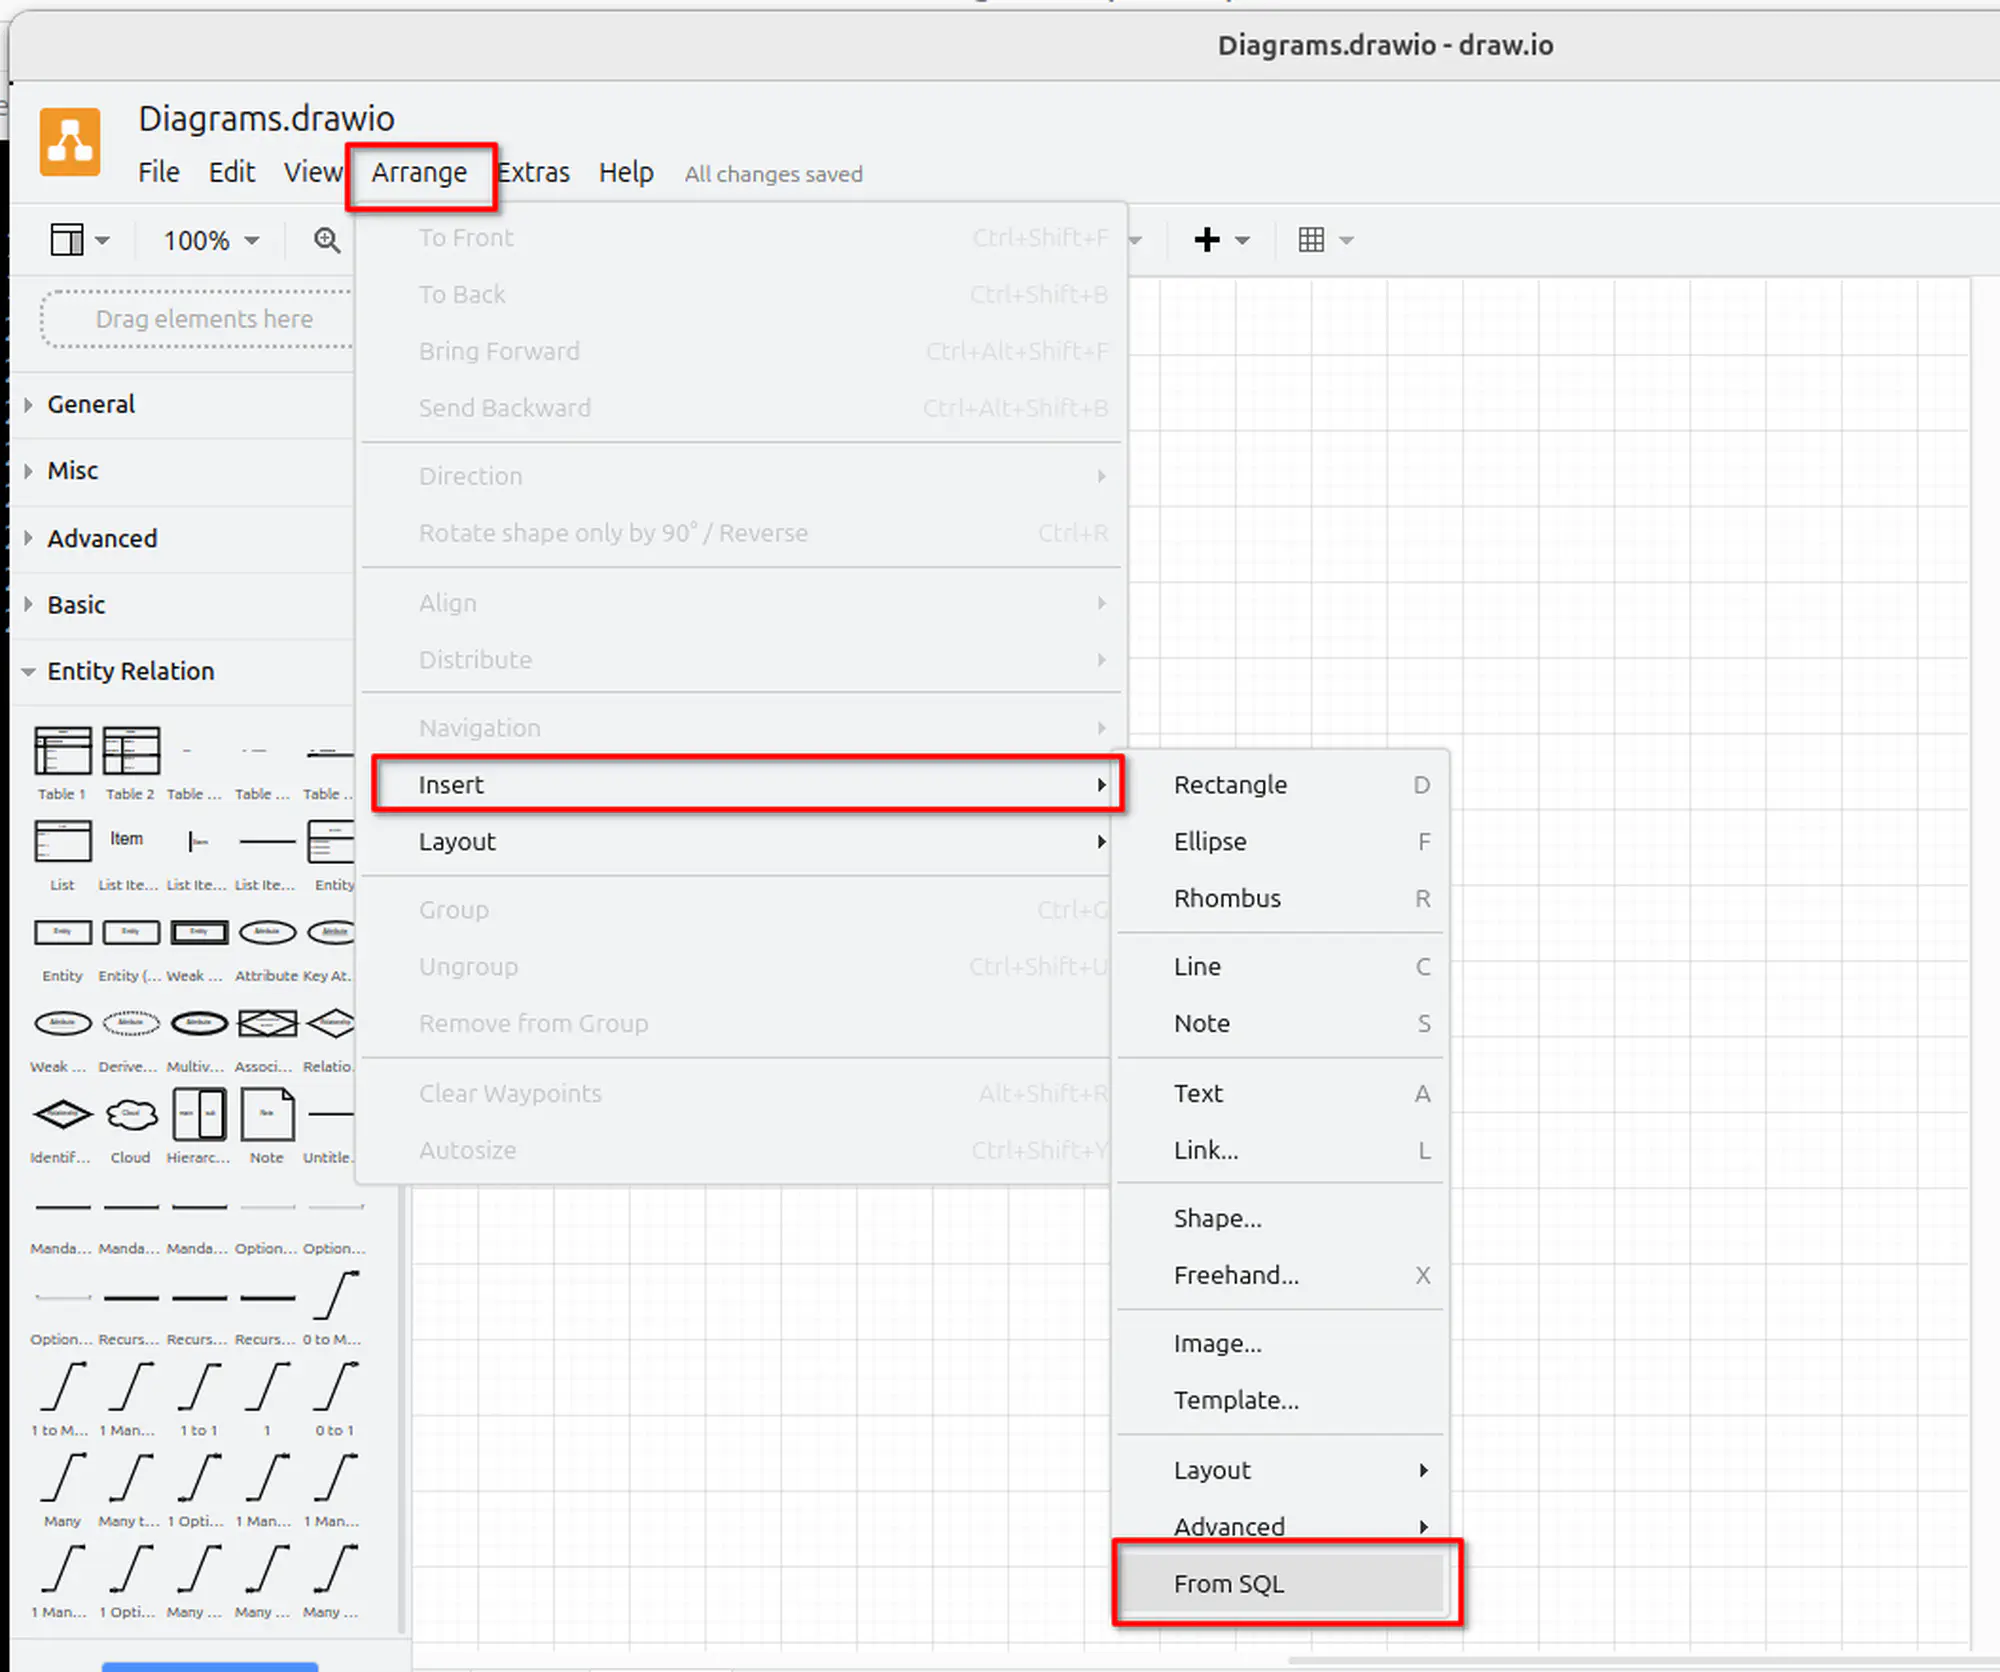 Diagrams.drawio - draw.io
Diagrams.drawio
File Edit View Arrange Extras Help All changes saved
100%
Drag elements here
General
Misc
Advanced
Basic
Entity Relation
Table 1 Table 2 Table ... Table ... Table ..
Item
List List Ite... List Ite... List Ite... Entity
Entity Entity (... Weak ... Attribute Key At.
Weak ... Derive... Multiv... Associ... Relatio.
Identif... Cloud Hierarc... Note Untitle.
Manda... Manda... Manda... Option... Option...
Option... Recurs... Recurs... Recurs... 0 to M...
1 to M... 1 Man... 1 to 1 1 0 to 1
Many Many t... 1 Opti... 1 Man... 1 Man...
1 Man... 1 Opti... Many ... Many ... Many ...
To Front Ctrl+Shift+F
To Back Ctrl+Shift+B
Bring Forward Ctrl+Alt+Shift+F
Send Backward Ctrl+Alt+Shift+B
Direction
Rotate shape only by 90° / Reverse Ctrl+R
Align
Distribute
Navigation
Insert
Layout
Group Ctrl+G
Ungroup Ctrl+Shift+U
Remove from Group
Clear Waypoints Alt+Shift+R
Autosize Ctrl+Shift+Y
Rectangle D
Ellipse F
Rhombus R
Line C
Note S
Text A
Link... L
Shape...
Freehand... X
Image...
Template...
Layout
Advanced
From SQL